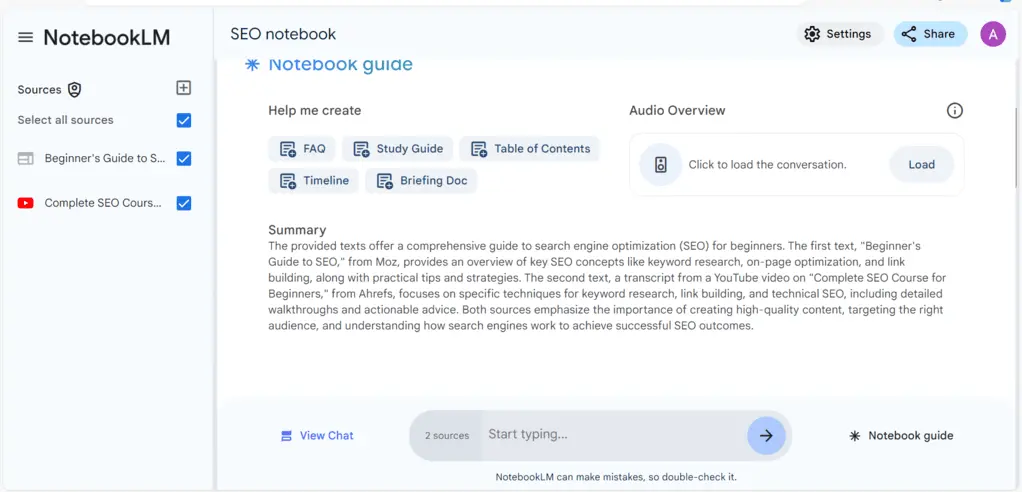 NotebookLM
Sources
Select all sources
Beginner's Guide to S...
Complete SEO Cours...
SEO notebook
Settings
Share
A
Notebook guide
Help me create
FAQ
Study Guide
Table of Contents
Timeline
Briefing Doc
Audio Overview
Click to load the conversation.
Load
Summary
The provided texts offer a comprehensive guide to search engine optimization (SEO) for beginners. The first text, "Beginner's
Guide to SEO," from Moz, provides an overview of key SEO concepts like keyword research, on-page optimization, and link
building, along with practical tips and strategies. The second text, a transcript from a YouTube video on "Complete SEO Course for
Beginners," from Ahrefs, focuses on specific techniques for keyword research, link building, and technical SEO, including detailed
walkthroughs and actionable advice. Both sources emphasize the importance of creating high-quality content, targeting the right
audience, and understanding how search engines work to achieve successful SEO outcomes.
View Chat
2 sources
Start typing...
Notebook guide
NotebookLM can make mistakes, so double-check it.